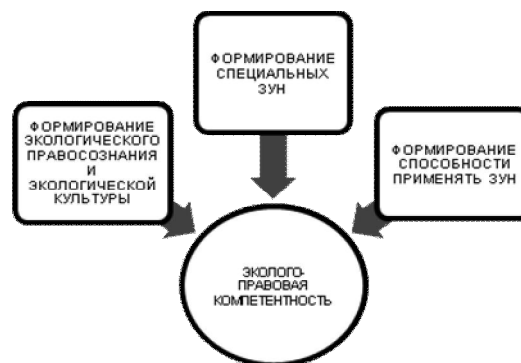 ФОРМИРОВАНИЕ
СПЕЦИАЛЬНЫХ
ЗУН
ФОРМИРОВАНИЕ
ЭКОЛОГИЧЕСКОГО
ПРАВОСОЗНАНИЯ
И
ЭКОЛОГИЧЕСКОЙ
КУЛЬТУРЫ
ФОРМИРОВАНИЕ
СПОСОБНОСТИ
ПРИМЕНЯТЬ ЗУН
ЭКОЛОГО-
ПРАВОВАЯ
КОМПЕТЕНТНОСТЬ